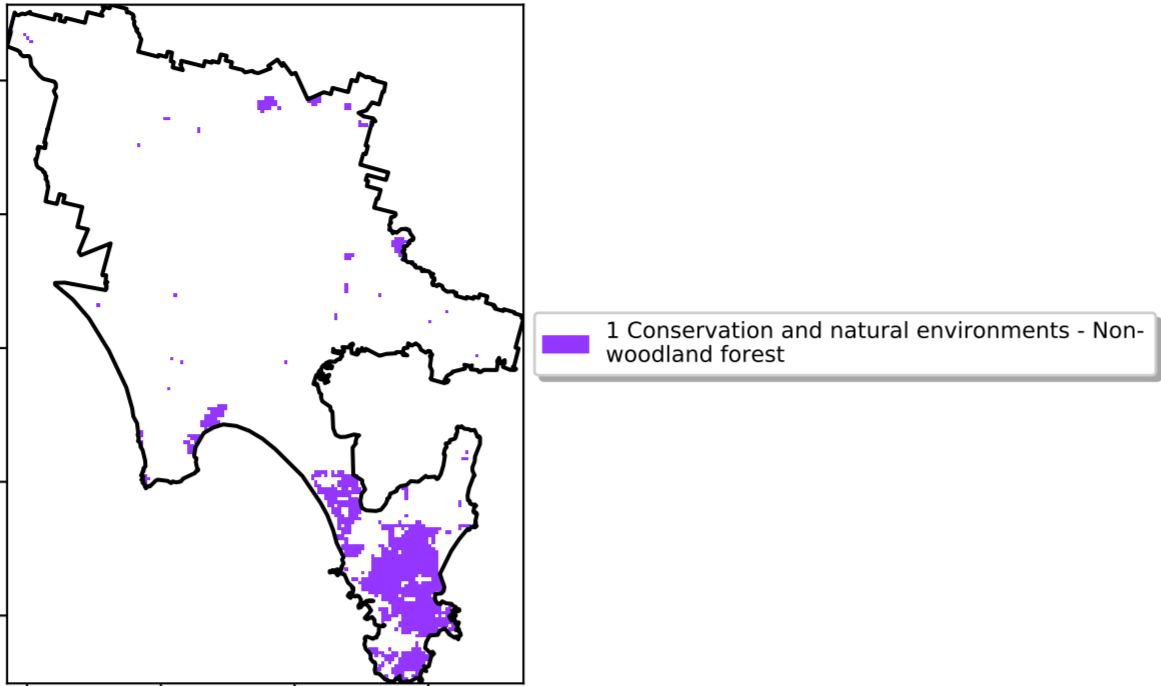 1 Conservation and natural environments - Non-
woodland forest